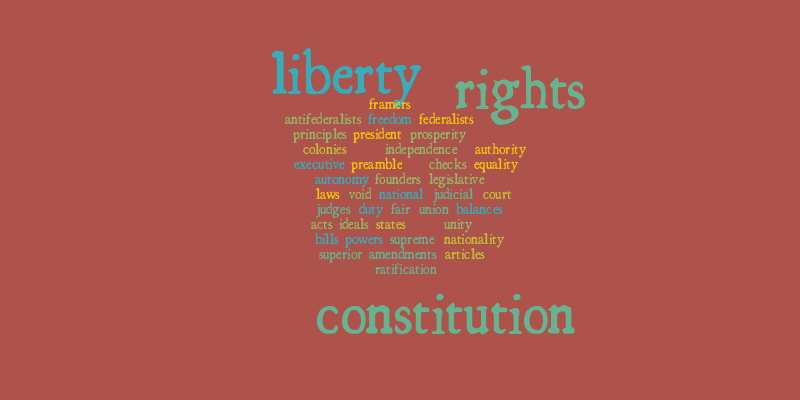 liberty rights
framers
antifederalists freedom federalists
principles president prosperity
colonies independence authority
executive preamble checks equality
autonomy founders legislative
laws void national judicial court
judges duty fair union balances
acts ideals states unity
bills powers supreme nationality
superior amendments articles
ratification
constitution